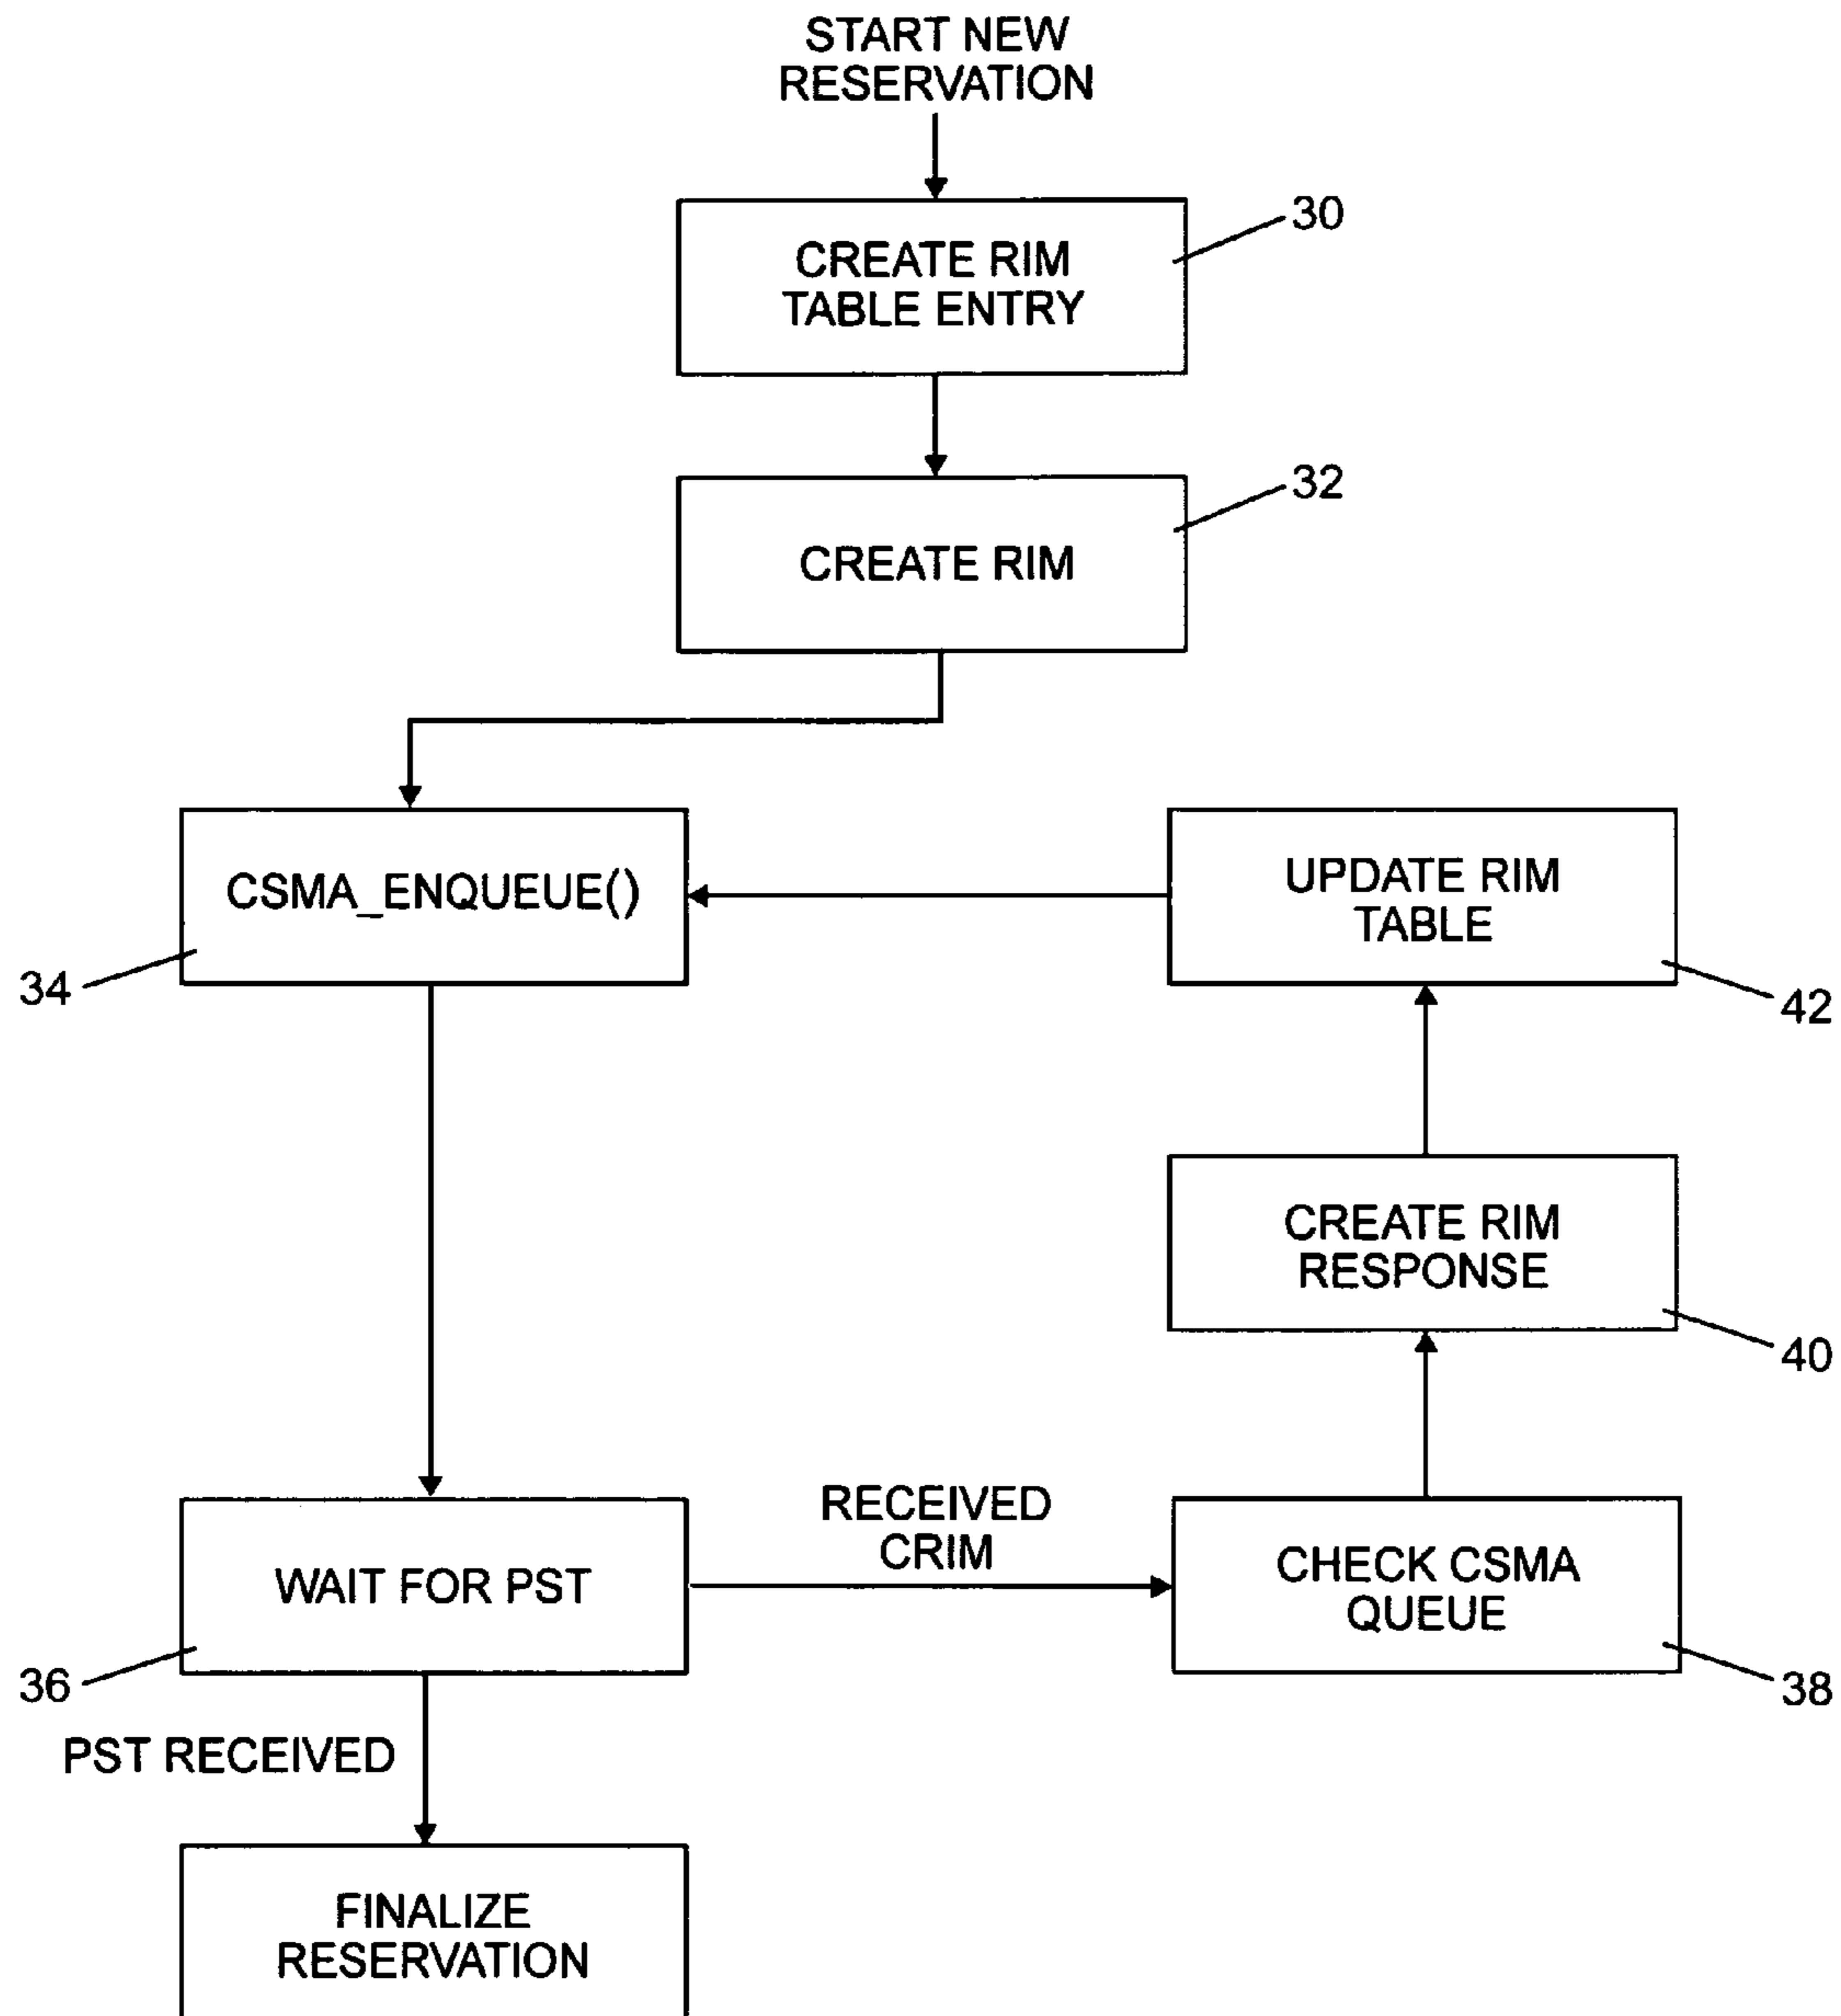 START NEW
RESERVATION
30
CREATE RIM
TABLE ENTRY
32
CREATE RIM
CSMA_ENQUEUE()
34
UPDATE RIM
TABLE
42
CREATE RIM
RESPONSE
40
WAIT FOR PST
36
RECEIVED
CRIM
CHECK CSMA
QUEUE
38
PST RECEIVED
FINALIZE
RESERVATION